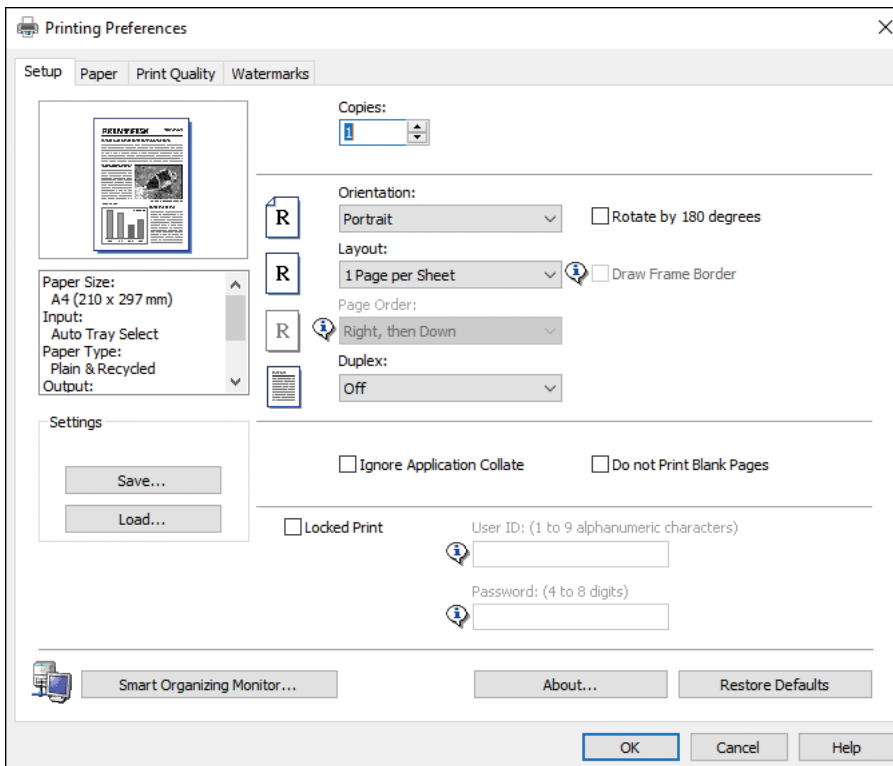 Printing Preferences
Setup Paper Print Quality Watermarks
Copies:
1
Orientation:
R Portrait Rotate by 180 degrees
Layout:
R 1 Page per Sheet Draw Frame Border
Page Order:
R Right, then Down
Duplex:
Off
Paper Size:
A4 (210 x 297 mm)
Input:
Auto Tray Select
Paper Type:
Plain & Recycled
Output:
Settings
Save...
Load...
Ignore Application Collate Do not Print Blank Pages
Locked Print User ID: (1 to 9 alphanumeric characters)
Password: (4 to 8 digits)
Smart Organizing Monitor... About... Restore Defaults
OK Cancel Help